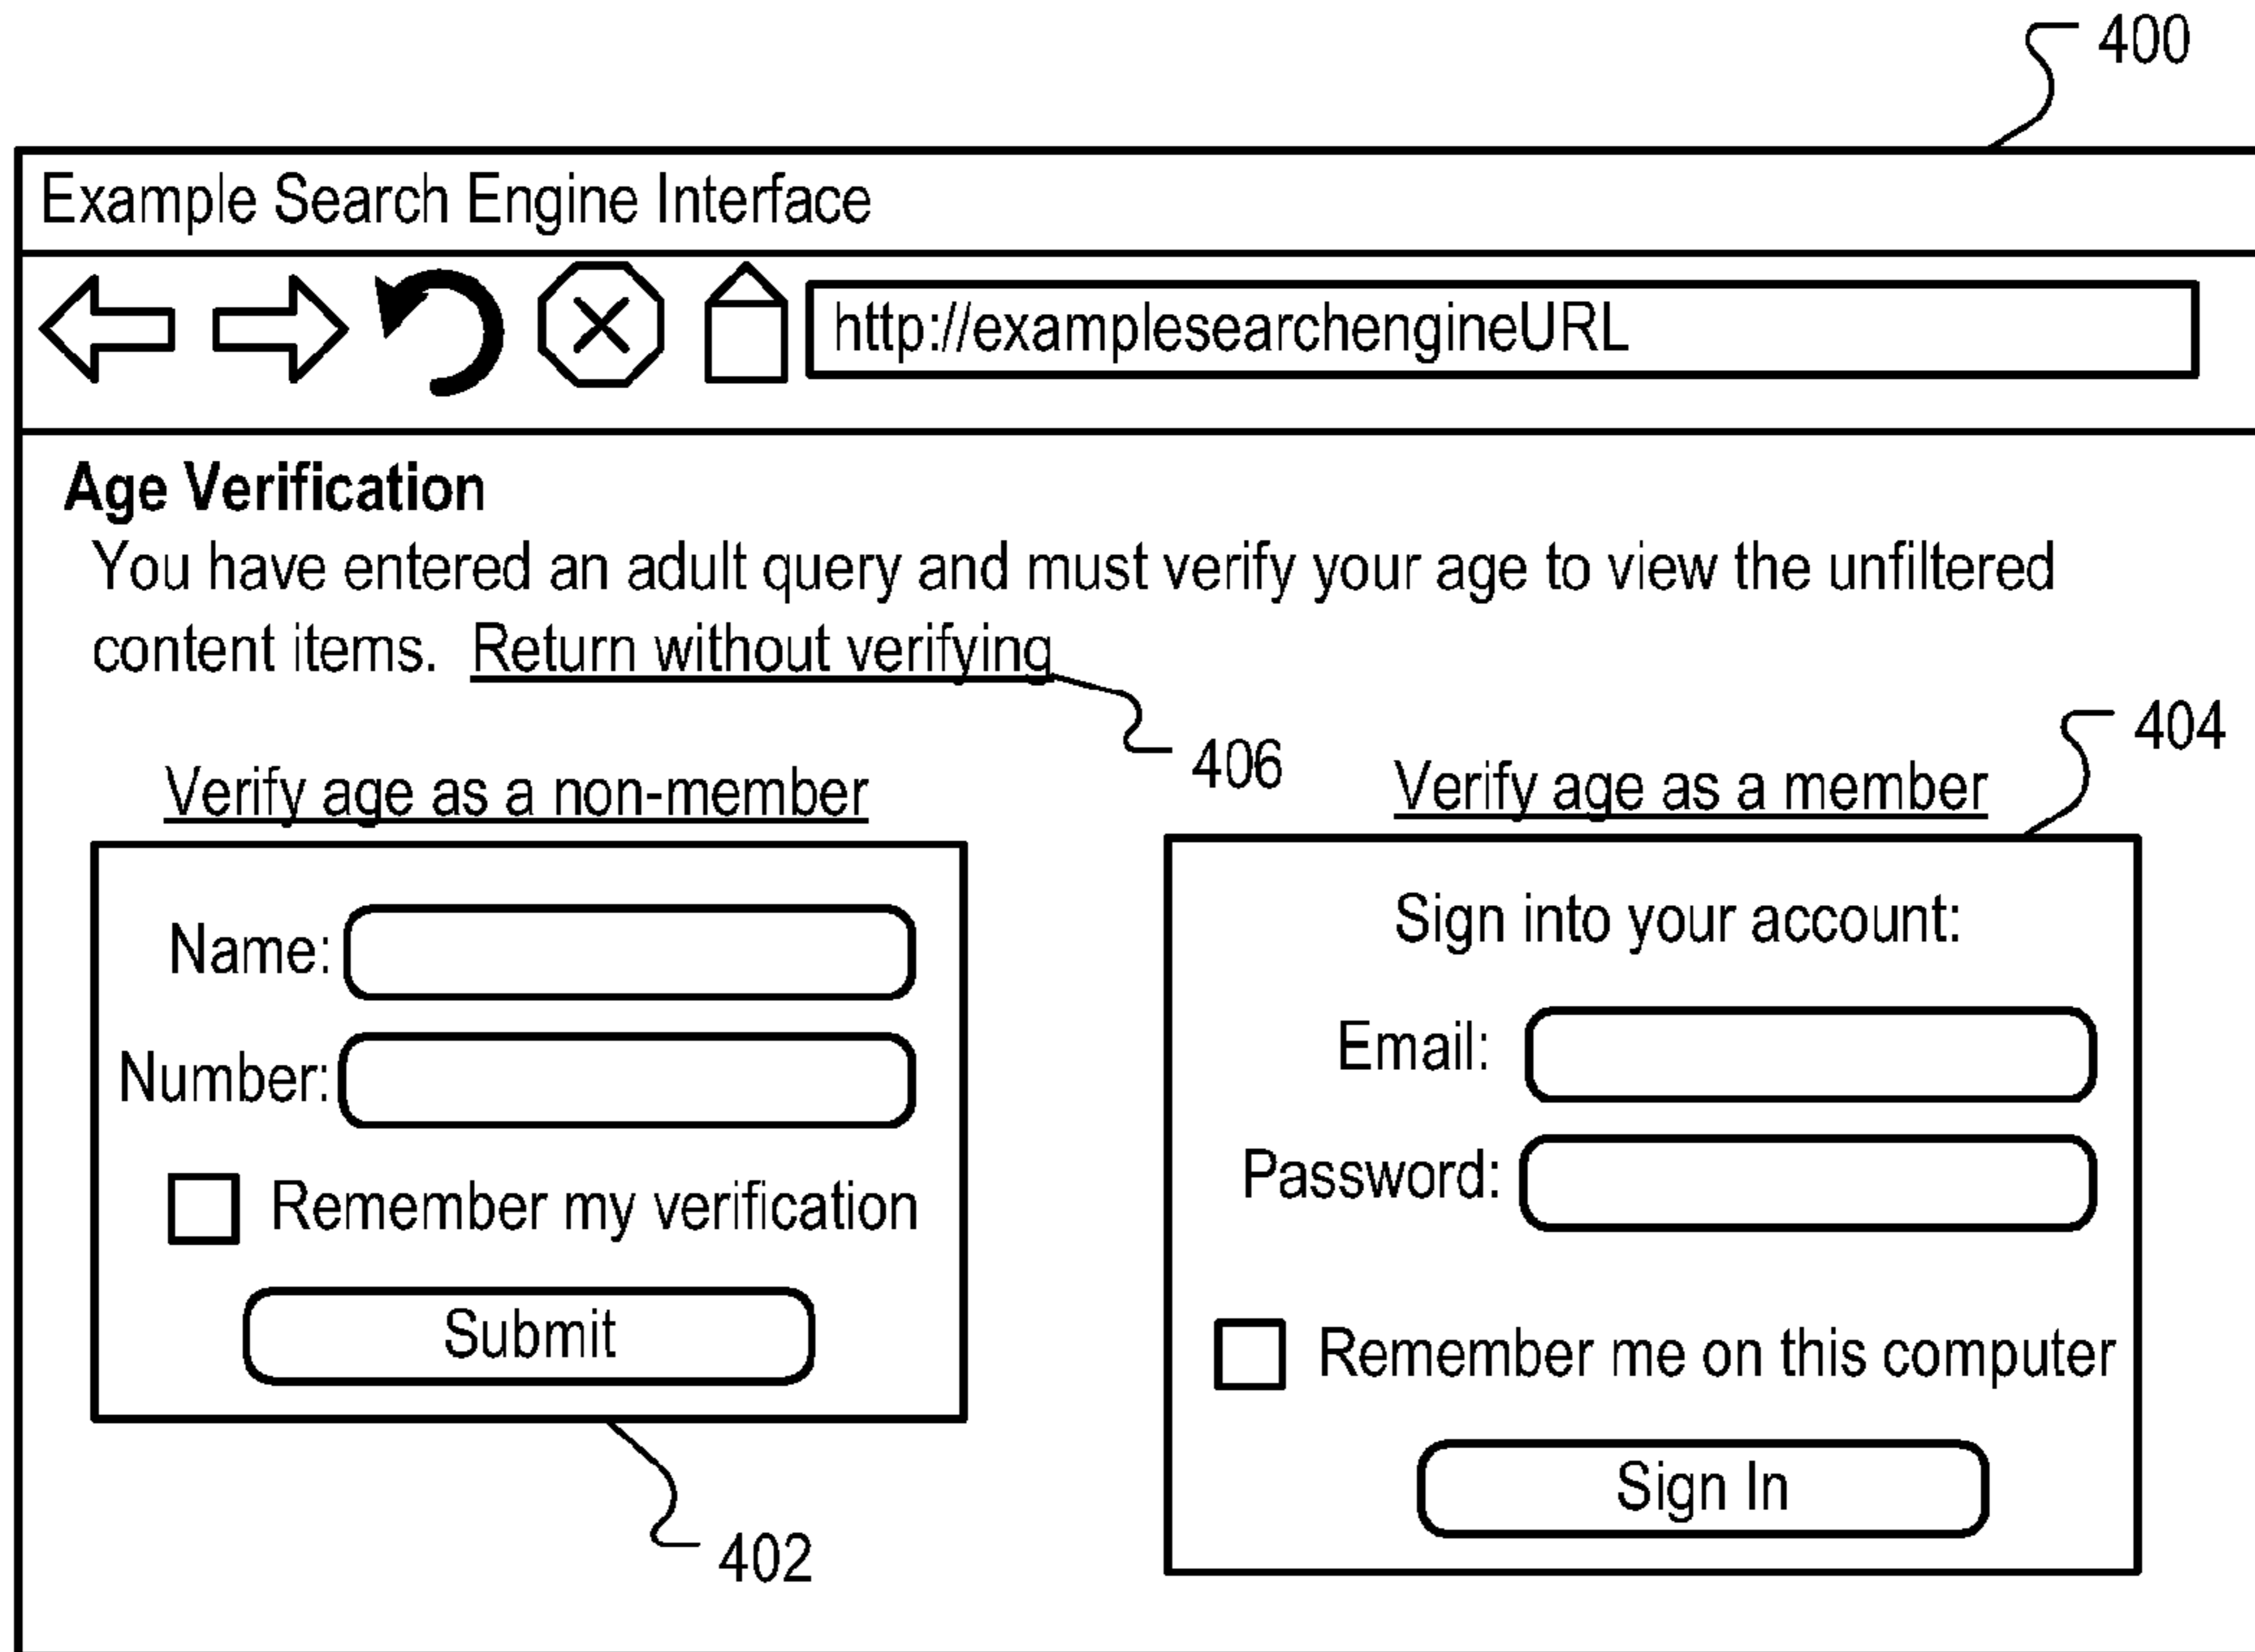 400
Example Search Engine Interface
http://examplesearchengineURL
Age Verification
You have entered an adult query and must verify your age to view the unfiltered
content items. Return without verifying
406
404
Verify age as a non-member
Name:
Number:
Remember my verification
Submit
402
Verify age as a member
Sign into your account:
Email:
Password:
Remember me on this computer
Sign In